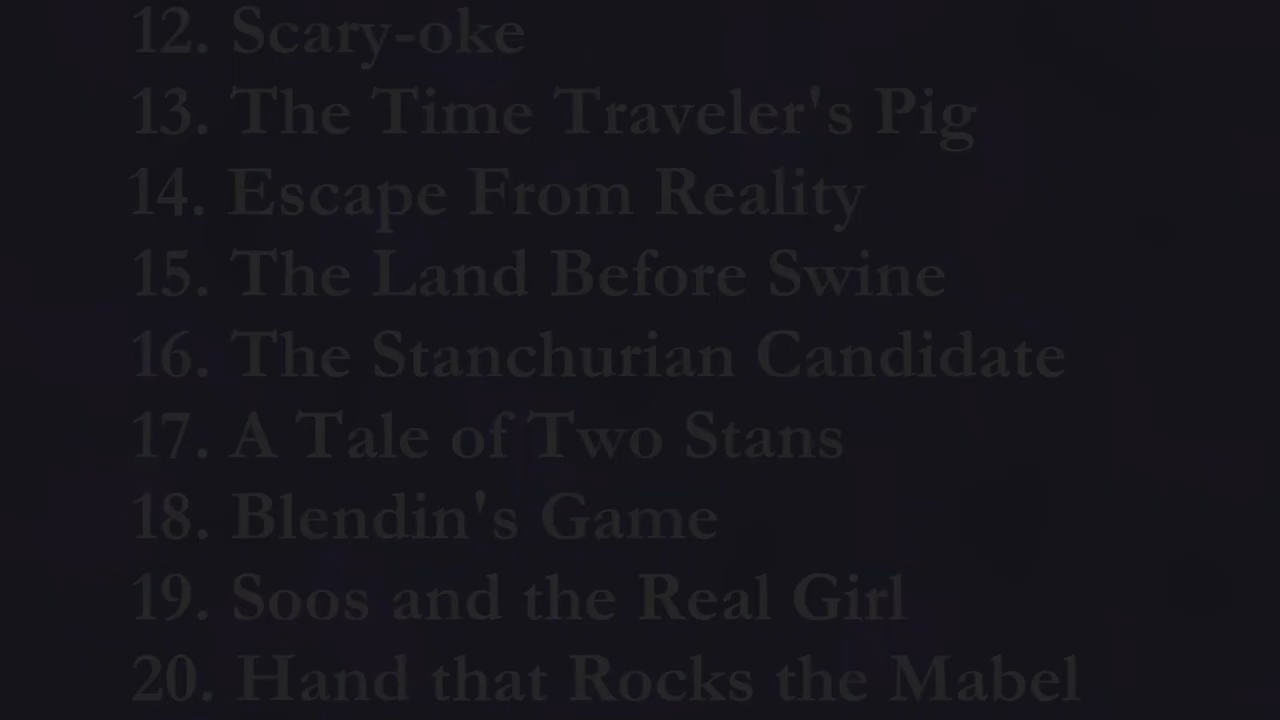 12. Scary-oke
13. The Time Traveler's Pig
14. Escape From Reality
15. The Land Before Swine
16. The Stanchurian Candidate
17. A Tale of Two Stans
18. Blendin's Game
19. Soos and the Real Girl
20. Hand that Rocks the Mabel